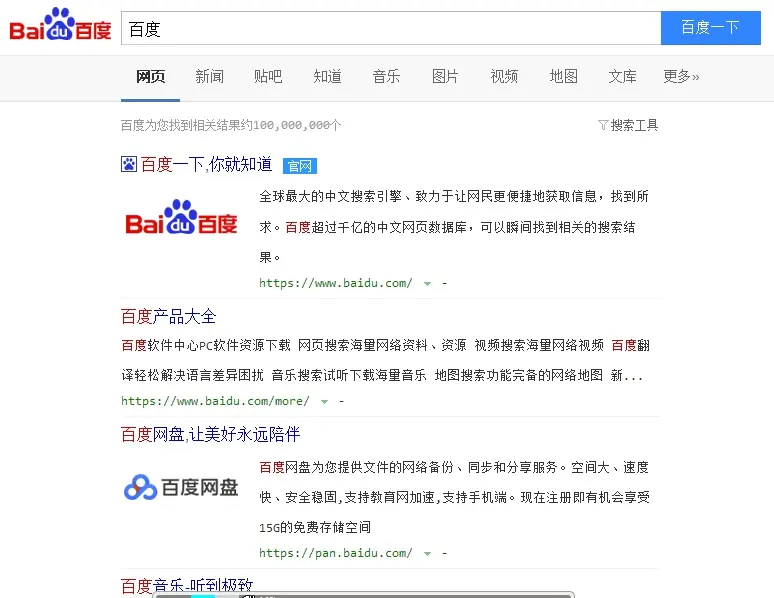 Bai du 百度
百度
百度一下
网页 新闻 贴吧 知道 音乐 图片 视频 地图 文库 更多»
百度为您找到相关结果约100,000,000个
搜索工具
百度一下,你就知道 官网
Bai du 百度
全球最大的中文搜索引擎、致力于让网民更便捷地获取信息，找到所
求。百度超过千亿的中文网页数据库，可以瞬间找到相关的搜索结
果。
https://www.baidu.com/ -
百度产品大全
百度软件中心PC软件资源下载 网页搜索海量网络资料、资源 视频搜索海量网络视频 百度翻
译轻松解决语言差异困扰 音乐搜索试听下载海量音乐 地图搜索功能完备的网络地图 新...
https://www.baidu.com/more/ -
百度网盘,让美好永远陪伴
百度网盘
百度网盘为您提供文件的网络备份、同步和分享服务。空间大、速度
快、安全稳固,支持教育网加速,支持手机端。现在注册即有机会享受
15G的免费存储空间
https://pan.baidu.com/ -
百度音乐-听到极致